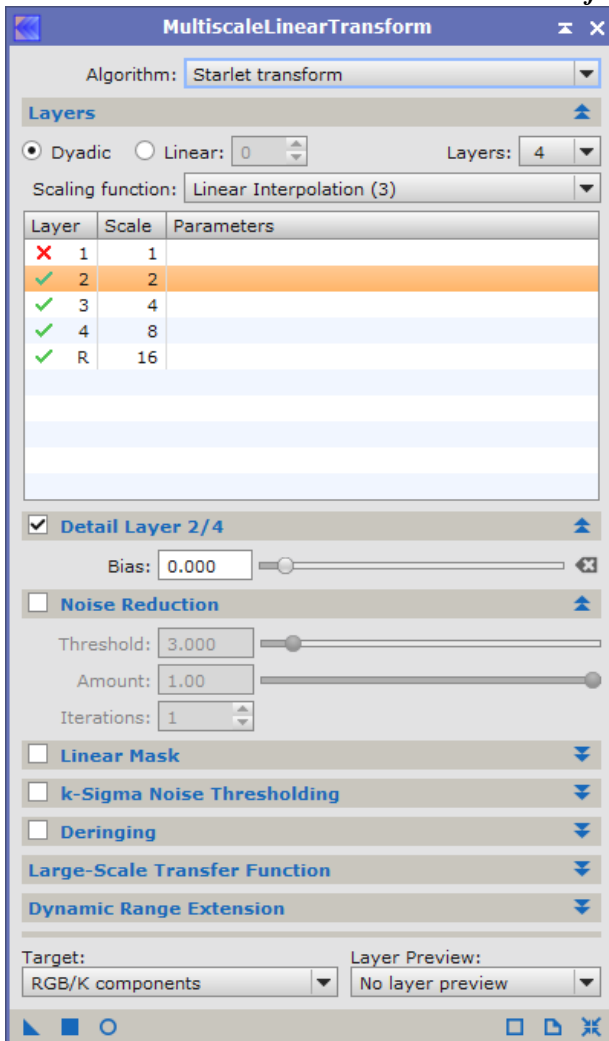 MultiscaleLinearTransform
Algorithm: Starlet transform
Layers
Dyadic Linear: 0 Layers: 4
Scaling function: Linear Interpolation (3)
Layer Scale Parameters
1 1
2 2
3 4
4 8
R 16
Detail Layer 2/4
Bias: 0.000
Noise Reduction
Threshold: 3.000
Amount: 1.00
Iterations: 1
Linear Mask
k-Sigma Noise Thresholding
Deringing
Large-Scale Transfer Function
Dynamic Range Extension
Target: Layer Preview:
RGB/K components No layer preview